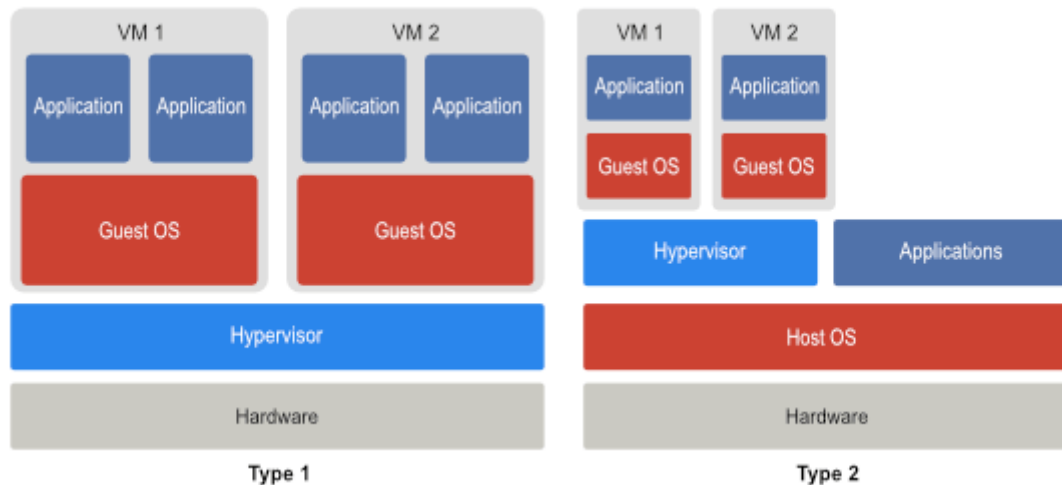 VM 1
VM 2
Application
Application
Application
Application
Guest OS
Guest OS
Hypervisor
Hardware
Type 1
VM 1
VM 2
Application
Application
Guest OS
Guest OS
Hypervisor
Applications
Host OS
Hardware
Type 2